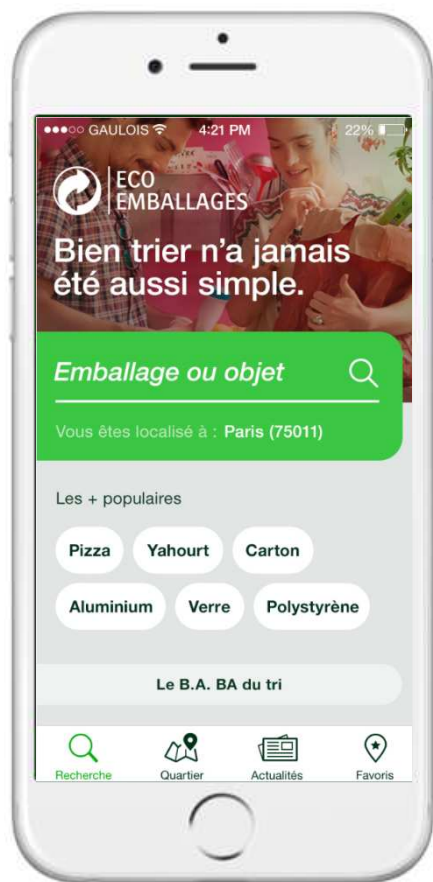 GAULOIS 4:21 PM 22%
ECO
EMBALLAGES
Bien trier n'a jamais
été aussi simple.
Emballage ou objet
Vous êtes localisé à : Paris (75011)
Les + populaires
Pizza Yahourt Carton
Aluminium Verre Polystyrène
Le B.A. BA du tri
Recherche Quartier Actualités Favoris